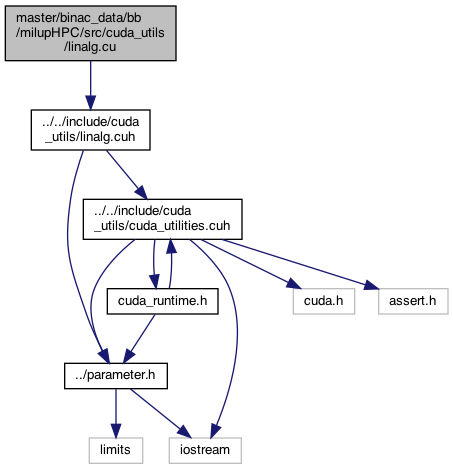 master/binac_data/bb
/milupHPC/src/cuda_utils
/linalg.cu
../../include/cuda
_utils/linalg.cuh
../../include/cuda
_utils/cuda_utilities.cuh
cuda_runtime.h
cuda.h
assert.h
../parameter.h
limits
iostream